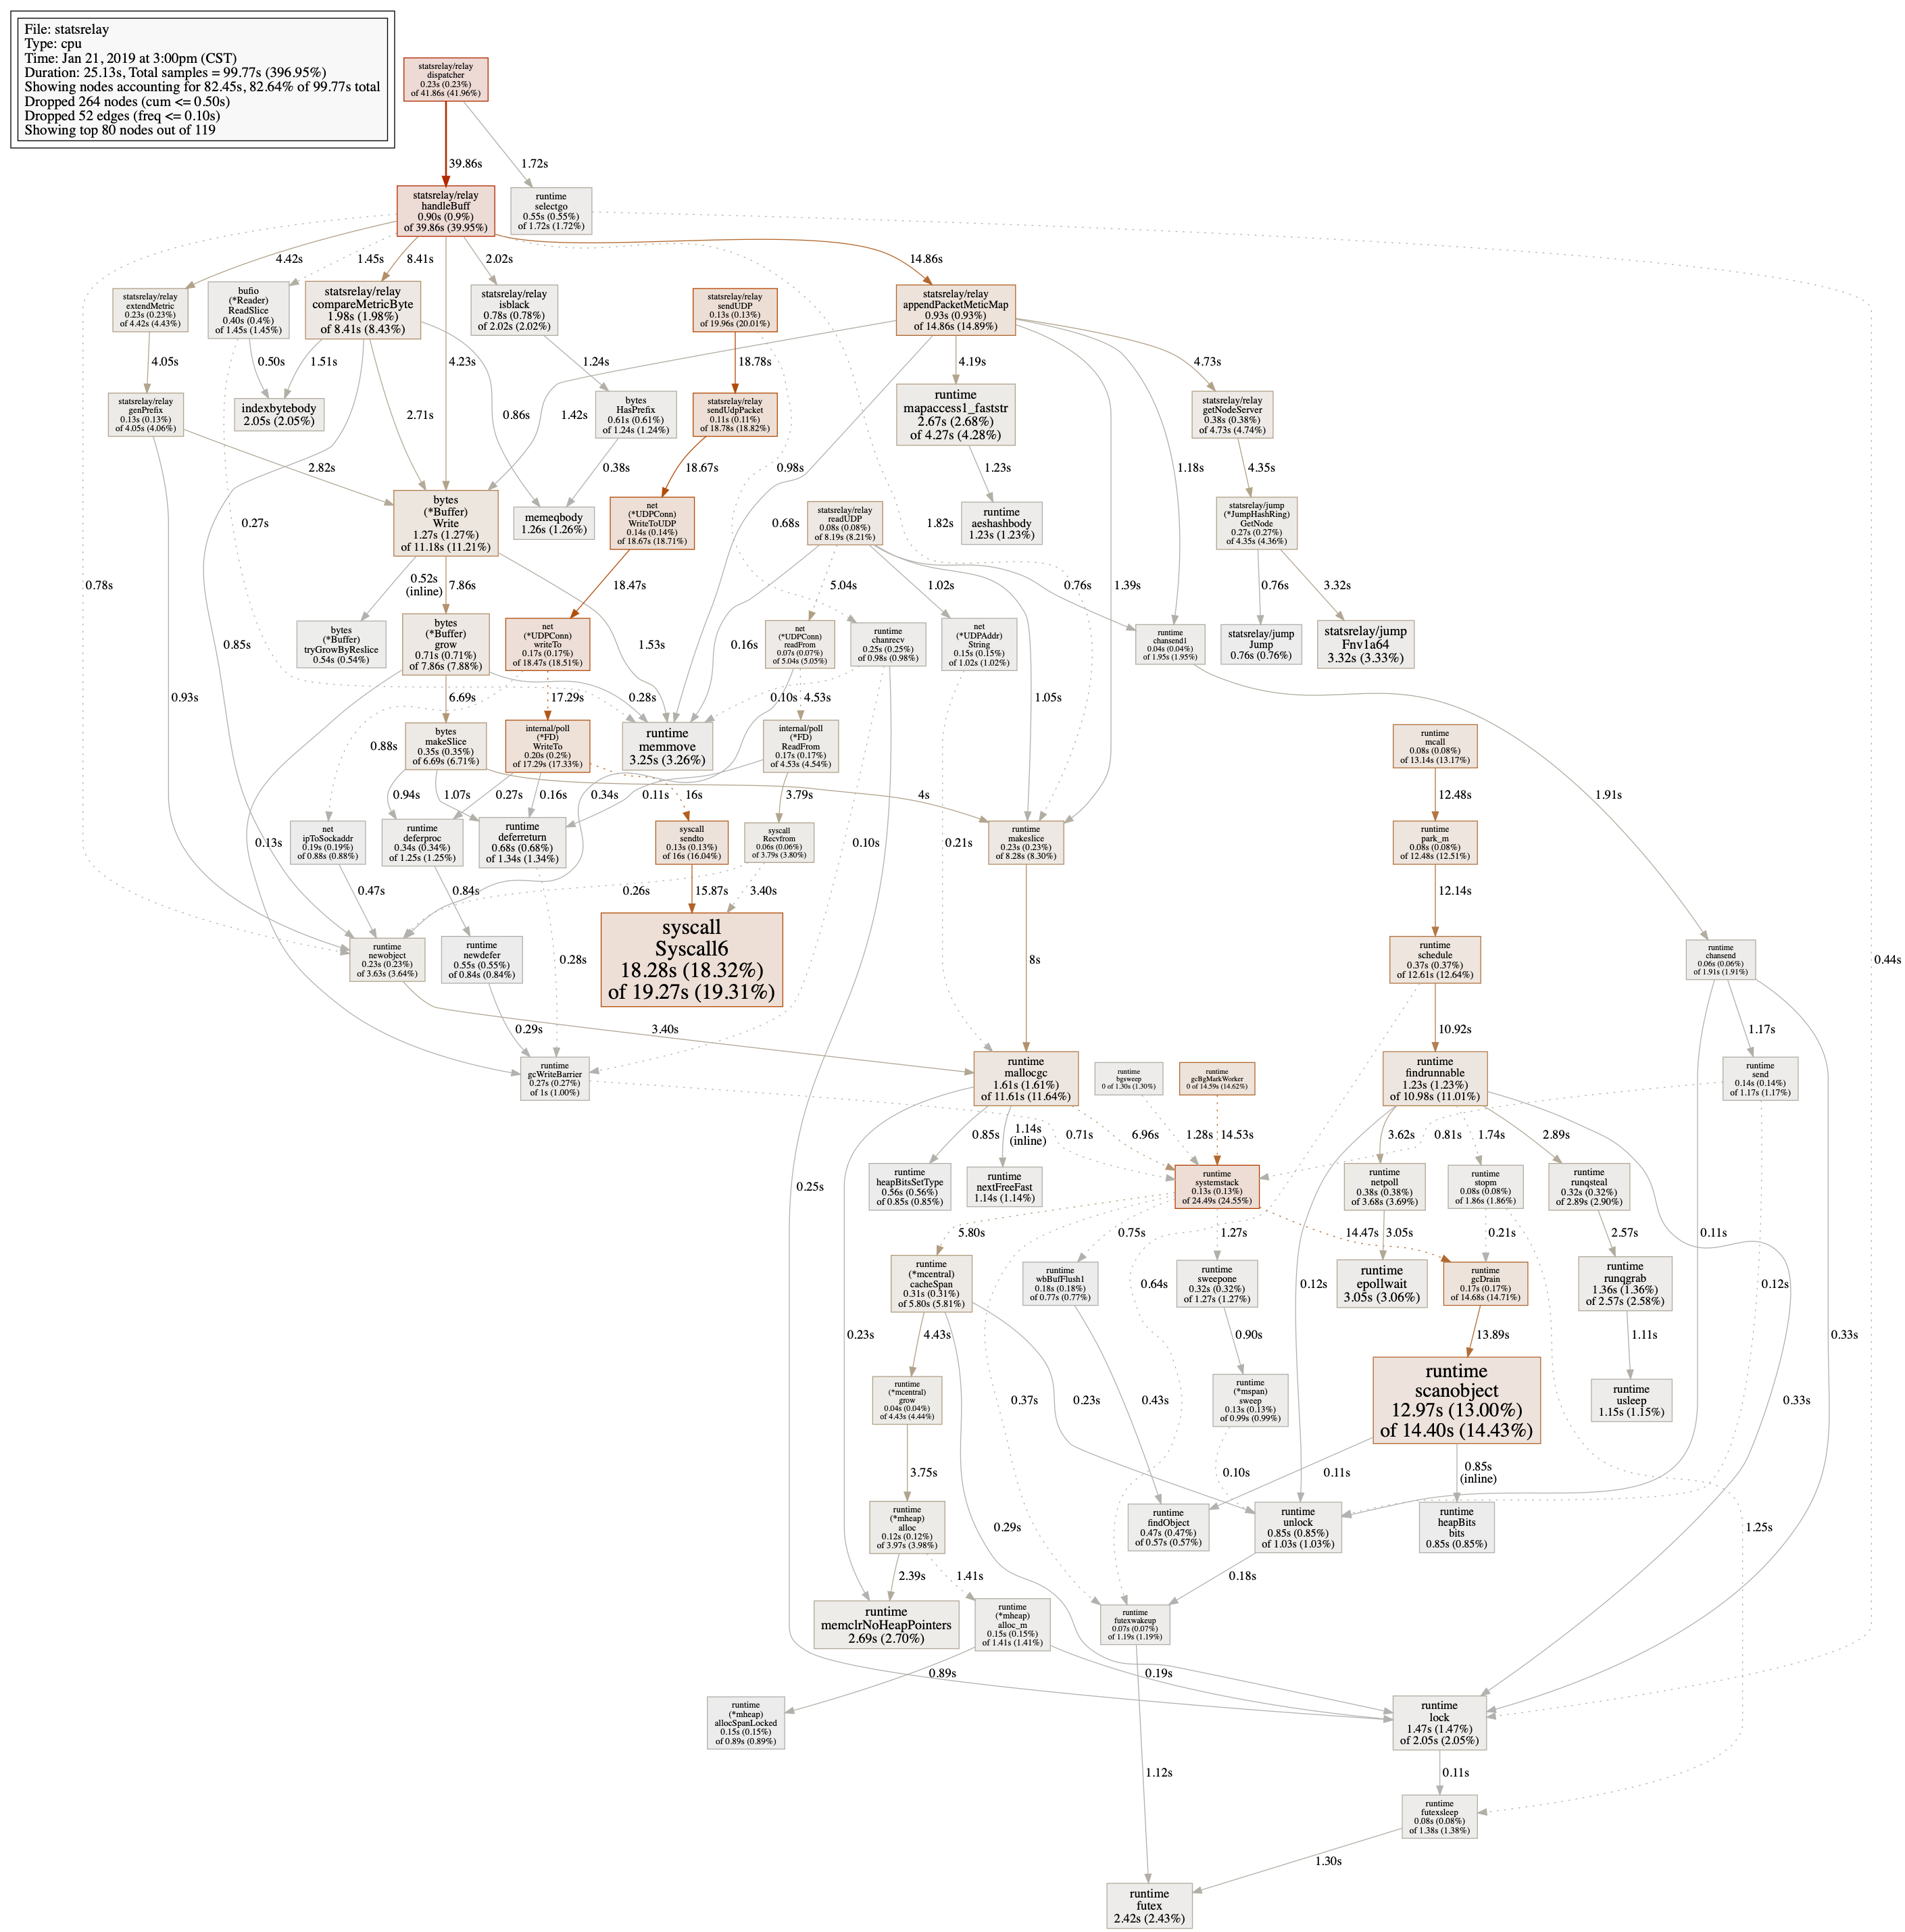 File: statsrelay
Type: cpu
Time: Jan 21, 2019 at 3:00pm (CST)
Duration: 25.13s, Total samples = 99.77s (396.95%)
Showing nodes accounting for 82.45s, 82.64% of 99.77s total
Dropped 264 nodes (cum <= 0.50s)
Dropped 52 edges (freq <= 0.10s)
Showing top 80 nodes out of 119
statsrelay/relay
dispatcher
0.23s (0.23%)
of 41.86s (41.96%)
39.86s
1.72s
statsrelay/relay
handleBuff
0.90s (0.9%)
of 39.86s (39.95%)
runtime
selectgo
0.55s (0.55%)
of 1.72s (1.72%)
4.42s
1.45s
8.41s
2.02s
14.86s
statsrelay/relay
extendMetric
0.23s (0.23%)
of 4.42s (4.43%)
bufio
(*Reader)
ReadSlice
0.40s (0.4%)
of 1.45s (1.45%)
statsrelay/relay
compareMetricByte
1.98s (1.98%)
of 8.41s (8.43%)
statsrelay/relay
isblack
0.78s (0.78%)
of 2.02s (2.02%)
statsrelay/relay
sendUDP
0.13s (0.13%)
of 19.96s (20.01%)
statsrelay/relay
appendPacketMeticMap
0.93s (0.93%)
of 14.86s (14.89%)
4.05s
0.50s
1.51s
4.23s
1.24s
18.78s
4.19s
4.73s
statsrelay/relay
genPrefix
0.13s (0.13%)
of 4.05s (4.06%)
indexbytebody
2.05s (2.05%)
2.71s
0.86s
1.42s
bytes
HasPrefix
0.61s (0.61%)
of 1.24s (1.24%)
statsrelay/relay
sendUdpPacket
0.11s (0.11%)
of 18.78s (18.82%)
runtime
mapaccess1_faststr
2.67s (2.68%)
of 4.27s (4.28%)
statsrelay/relay
getNodeServer
0.38s (0.38%)
of 4.73s (4.74%)
2.82s
0.38s
18.67s
0.98s
1.23s
1.18s
4.35s
bytes
(*Buffer)
Write
1.27s (1.27%)
of 11.18s (11.21%)
memeqbody
1.26s (1.26%)
net
(*UDPConn)
WriteToUDP
0.14s (0.14%)
of 18.67s (18.71%)
statsrelay/relay
readUDP
0.08s (0.08%)
of 8.19s (8.21%)
runtime
aeshashbody
1.23s (1.23%)
statsrelay/jump
(*JumpHashRing)
GetNode
0.27s (0.27%)
of 4.35s (4.36%)
0.27s
0.68s
1.82s
0.78s
0.52s
(inline)
7.86s
18.47s
5.04s
1.02s
0.76s
1.39s
0.76s
3.32s
bytes
(*Buffer)
tryGrowByReslice
0.54s (0.54%)
bytes
(*Buffer)
grow
0.71s (0.71%)
of 7.86s (7.88%)
net
(*UDPConn)
writeTo
0.17s (0.17%)
of 18.47s (18.51%)
net
(*UDPConn)
readFrom
0.07s (0.07%)
of 5.04s (5.05%)
runtime
chanrecv
0.25s (0.25%)
of 0.98s (0.98%)
net
(*UDPAddr)
String
0.15s (0.15%)
of 1.02s (1.02%)
runtime
chansend1
0.04s (0.04%)
of 1.95s (1.95%)
statsrelay/jump
Jump
0.76s (0.76%)
statsrelay/jump
Fnv1a64
3.32s (3.33%)
0.85s
1.53s
0.16s
0.93s
6.69s
17.29s
0.28s
0.10s
4.53s
1.05s
bytes
makeSlice
0.35s (0.35%)
of 6.69s (6.71%)
internal/poll
(*FD)
WriteTo
0.20s (0.2%)
of 17.29s (17.33%)
runtime
memmove
3.25s (3.26%)
internal/poll
(*FD)
ReadFrom
0.17s (0.17%)
of 4.53s (4.54%)
runtime
mcall
0.08s (0.08%)
of 13.14s (13.17%)
0.88s
0.94s
1.07s
0.27s
0.16s
0.34s
0.11s
16s
3.79s
4s
12.48s
1.91s
net
ipToSockaddr
0.19s (0.19%)
of 0.88s (0.88%)
runtime
deferproc
0.34s (0.34%)
of 1.25s (1.25%)
runtime
deferreturn
0.68s (0.68%)
of 1.34s (1.34%)
syscall
sendto
0.13s (0.13%)
of 16s (16.04%)
syscall
Recvfrom
0.06s (0.06%)
of 3.79s (3.80%)
runtime
makeslice
0.23s (0.23%)
of 8.28s (8.30%)
runtime
park_m
0.08s (0.08%)
of 12.48s (12.51%)
0.13s
0.10s
0.21s
0.47s
0.84s
0.26s
15.87s
3.40s
12.14s
runtime
newobject
0.23s (0.23%)
of 3.63s (3.64%)
runtime
newdefer
0.55s (0.55%)
of 0.84s (0.84%)
0.28s
syscall
Syscall6
18.28s (18.32%)
of 19.27s (19.31%)
8s
runtime
schedule
0.37s (0.37%)
of 12.61s (12.64%)
runtime
chansend
0.06s (0.06%)
of 1.91s (1.91%)
0.44s
0.29s
3.40s
10.92s
1.17s
runtime
gcWriteBarrier
0.27s (0.27%)
of 1s (1.00%)
runtime
mallocgc
1.61s (1.61%)
of 11.61s (11.64%)
runtime
bgsweep
0 of 1.30s (1.30%)
runtime
gcBgMarkWorker
0 of 14.59s (14.62%)
runtime
findrunnable
1.23s (1.23%)
of 10.98s (11.01%)
runtime
send
0.14s (0.14%)
of 1.17s (1.17%)
0.85s
1.14s
(inline)
0.71s
6.96s
1.28s
14.53s
3.62s
0.81s
1.74s
2.89s
0.25s
runtime
heapBitsSetType
0.56s (0.56%)
of 0.85s (0.85%)
runtime
nextFreeFast
1.14s (1.14%)
runtime
systemstack
0.13s (0.13%)
of 24.49s (24.55%)
runtime
netpoll
0.38s (0.38%)
of 3.68s (3.69%)
runtime
stopm
0.08s (0.08%)
of 1.86s (1.86%)
runtime
runqsteal
0.32s (0.32%)
of 2.89s (2.90%)
5.80s
0.75s
1.27s
14.47s
3.05s
0.21s
2.57s
0.11s
runtime
(*mcentral)
cacheSpan
0.31s (0.31%)
of 5.80s (5.81%)
runtime
wbBufFlush1
0.18s (0.18%)
of 0.77s (0.77%)
0.64s
runtime
sweepone
0.32s (0.32%)
of 1.27s (1.27%)
0.12s
runtime
epollwait
3.05s (3.06%)
runtime
gcDrain
0.17s (0.17%)
of 14.68s (14.71%)
runtime
runqgrab
1.36s (1.36%)
of 2.57s (2.58%)
0.12s
0.23s
4.43s
0.90s
13.89s
1.11s
0.33s
runtime
(*mcentral)
grow
0.04s (0.04%)
of 4.43s (4.44%)
0.37s
0.23s
0.43s
runtime
(*mspan)
sweep
0.13s (0.13%)
of 0.99s (0.99%)
runtime
scanobject
12.97s (13.00%)
of 14.40s (14.43%)
runtime
usleep
1.15s (1.15%)
0.33s
3.75s
0.10s
0.11s
0.85s
(inline)
runtime
(*mheap)
alloc
0.12s (0.12%)
of 3.97s (3.98%)
0.29s
runtime
findObject
0.47s (0.47%)
of 0.57s (0.57%)
runtime
unlock
0.85s (0.85%)
of 1.03s (1.03%)
runtime
heapBits
bits
0.85s (0.85%)
1.25s
2.39s
1.41s
0.18s
runtime
memclrNoHeapPointers
2.69s (2.70%)
runtime
(*mheap)
alloc_m
0.15s (0.15%)
of 1.41s (1.41%)
runtime
futexwakeup
0.07s (0.07%)
of 1.19s (1.19%)
0.89s
0.19s
runtime
(*mheap)
allocSpanLocked
0.15s (0.15%)
of 0.89s (0.89%)
runtime
lock
1.47s (1.47%)
of 2.05s (2.05%)
1.12s
0.11s
runtime
futexsleep
0.08s (0.08%)
of 1.38s (1.38%)
1.30s
runtime
futex
2.42s (2.43%)